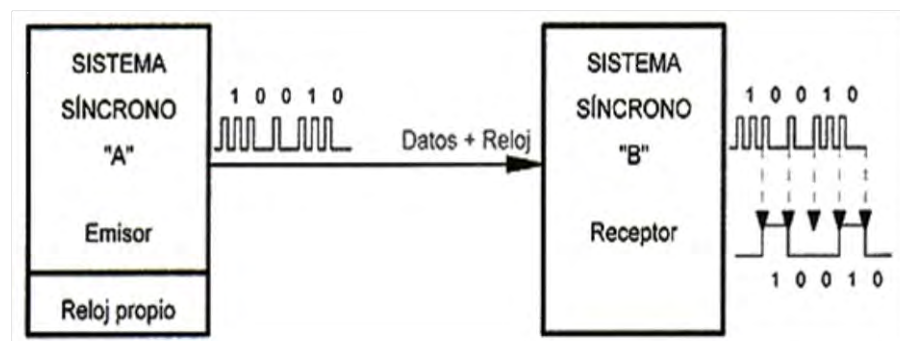 SISTEMA
SÍNCRONO
"A"
Emisor
Reloj propio
1 0 0 1 0
Datos + Reloj
SISTEMA
SÍNCRONO
"B"
Receptor
1 0 0 1 0
1 0 0 1 0